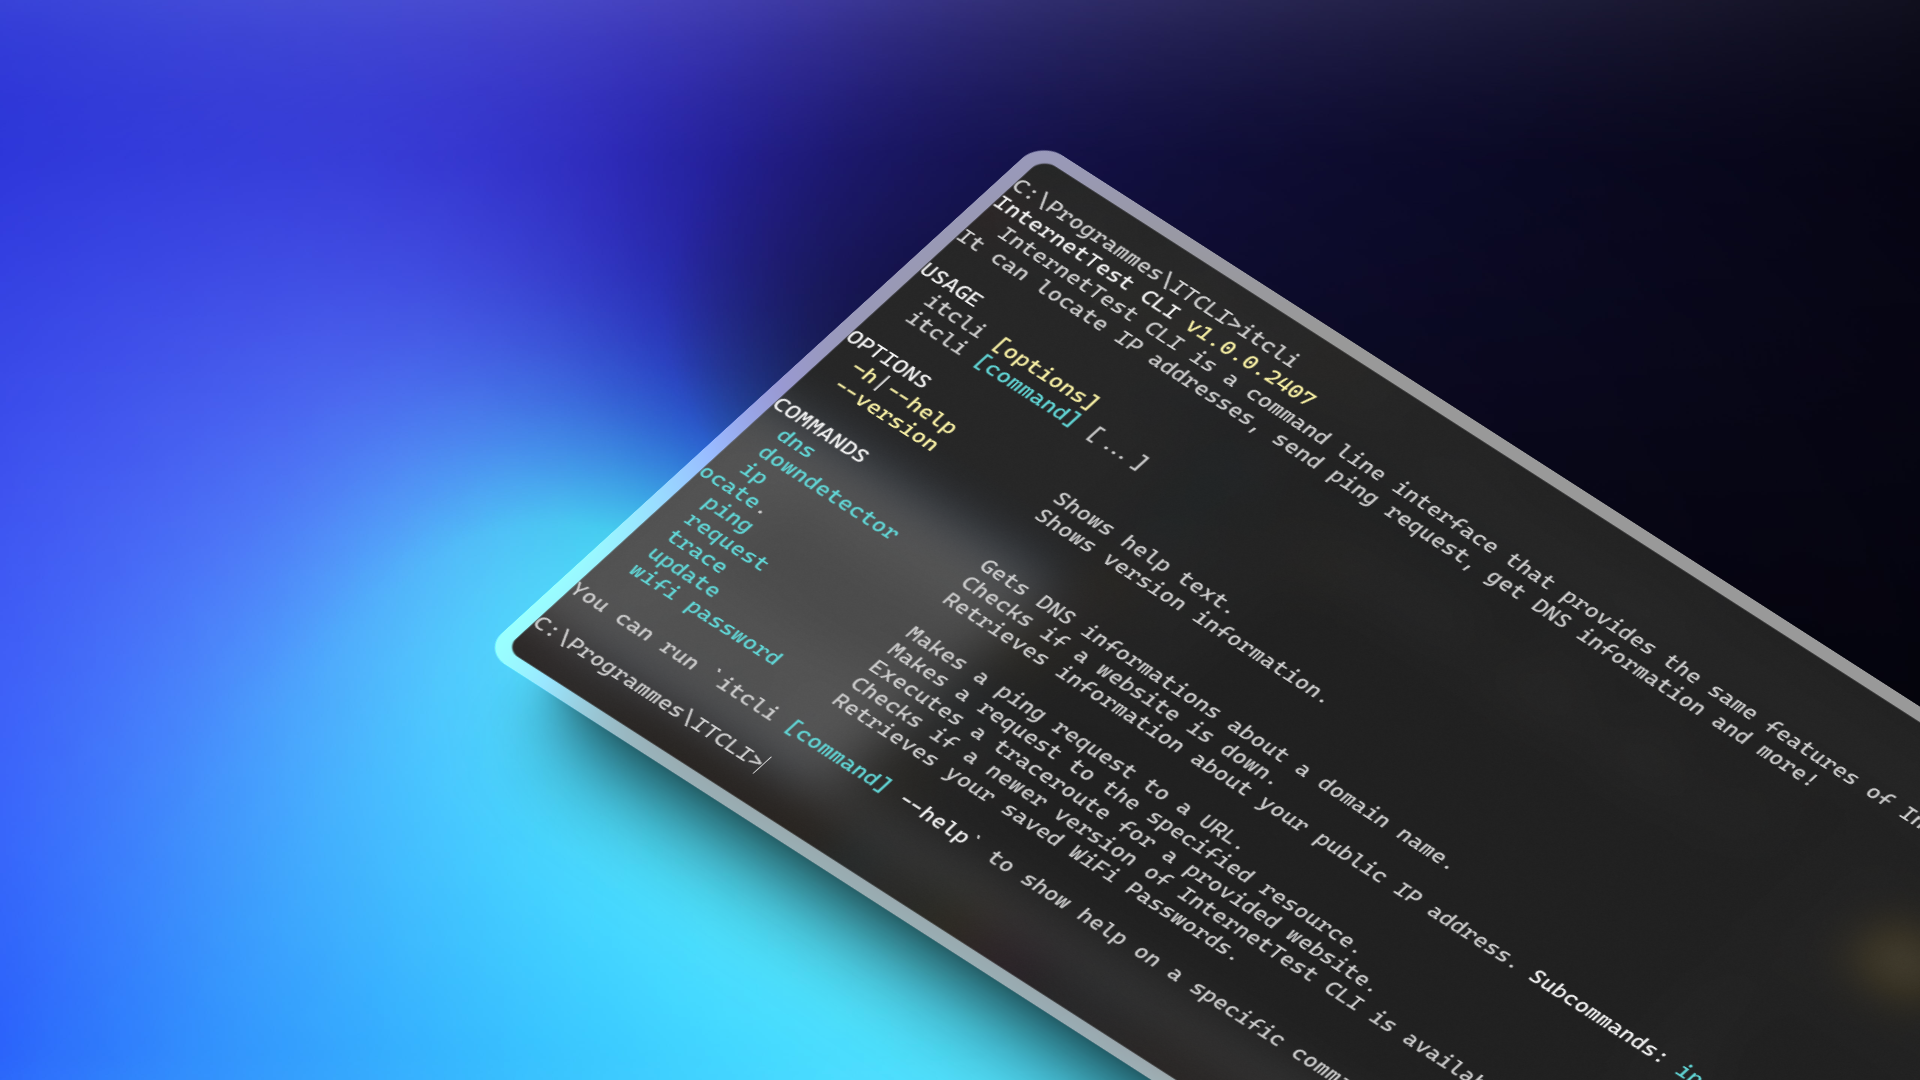 C:\Programmes\ITCLI>itcli
InternetTest CLI v1.0.0.2407
InternetTest CLI is a command line interface that provides the same features of
It can locate IP addresses, send ping request, get DNS information and more!
USAGE
itcli [options]
itcli [command] [...]
OPTIONS
-h|--help Shows help text.
--version Shows version information.
COMMANDS
dns Gets DNS informations about a domain name.
downdetector Checks if a website is down.
ip Retrieves information about your public IP address. Subcommands: ip
ocate.
ping Makes a ping request to a URL.
request Makes a request to the specified resource.
trace Executes a traceroute for a provided website.
update Checks if a newer version of InternetTest CLI is availa
wifi password Retrieves your saved WiFi Passwords.
You can run `itcli [command] --help` to show help on a specific comma
C:\Programmes\ITCLI>